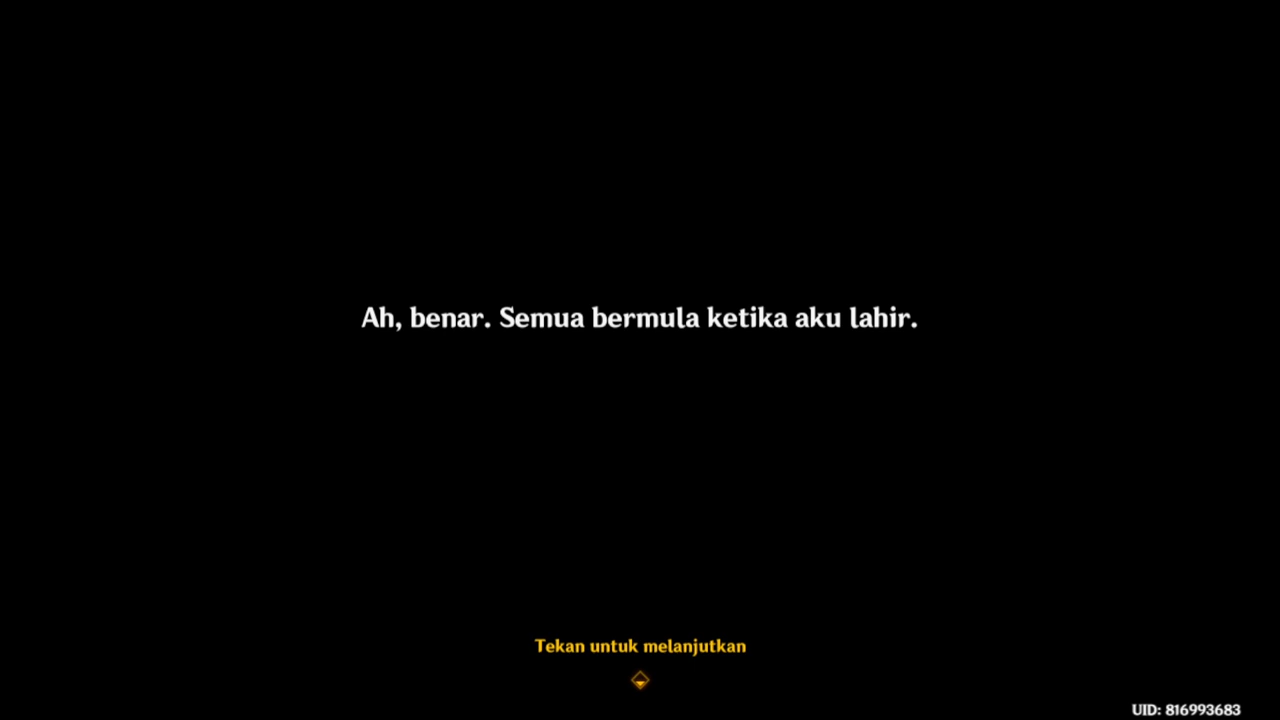 Ah, benar. Semua bermula ketika aku lahir.
Tekan untuk melanjutkan
UID: 816993683